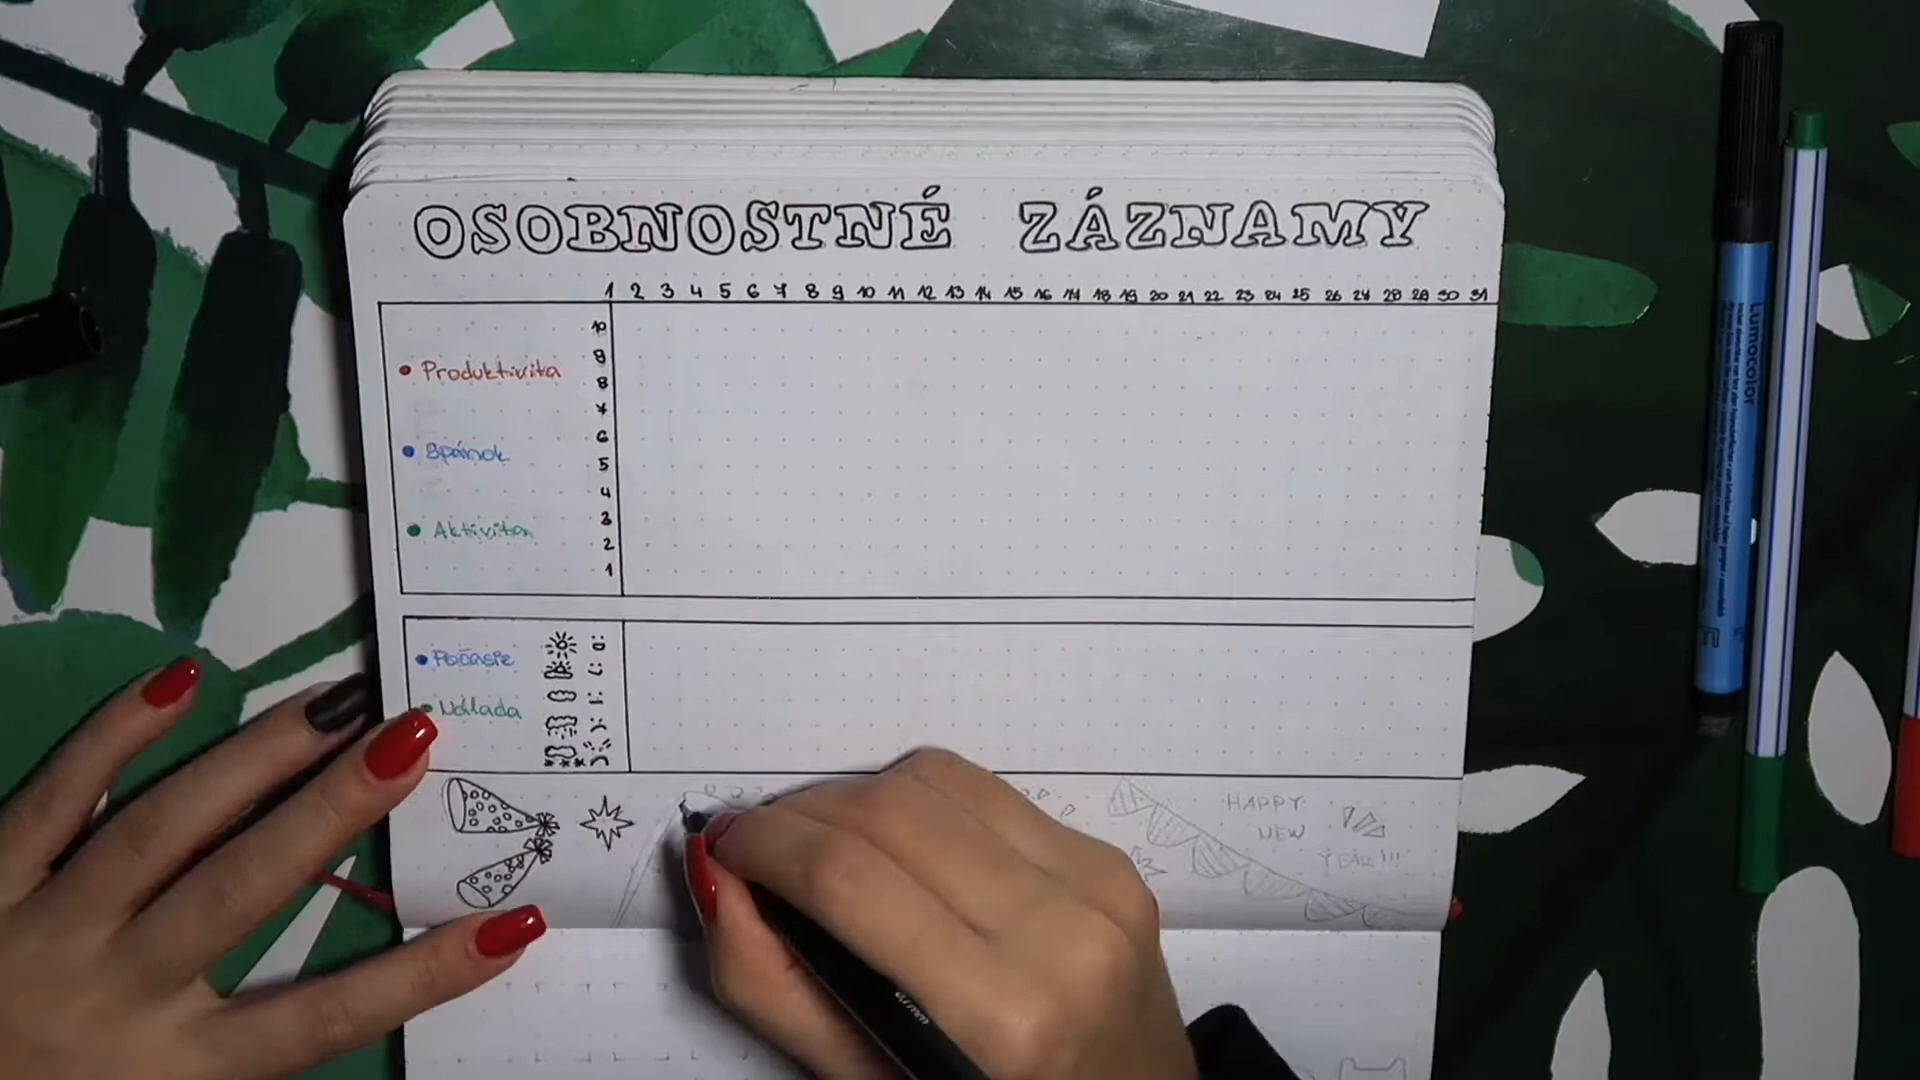 OSOBNOSTNÉ ZÁZNAMY
1 2 3 4 5 6 7 8 9 10 11 12 13 14 15 16 17 18 19 20 21 22 23 24 25 26 27 28 29 30 31
10
9
Produktivita
8
7
6
Spánok
5
4
3
Aktivita
2
1
Počasie
:D
:)
:|
Nálada
:(
HAPPY
NEW
YEAR!!!
Lumocolor